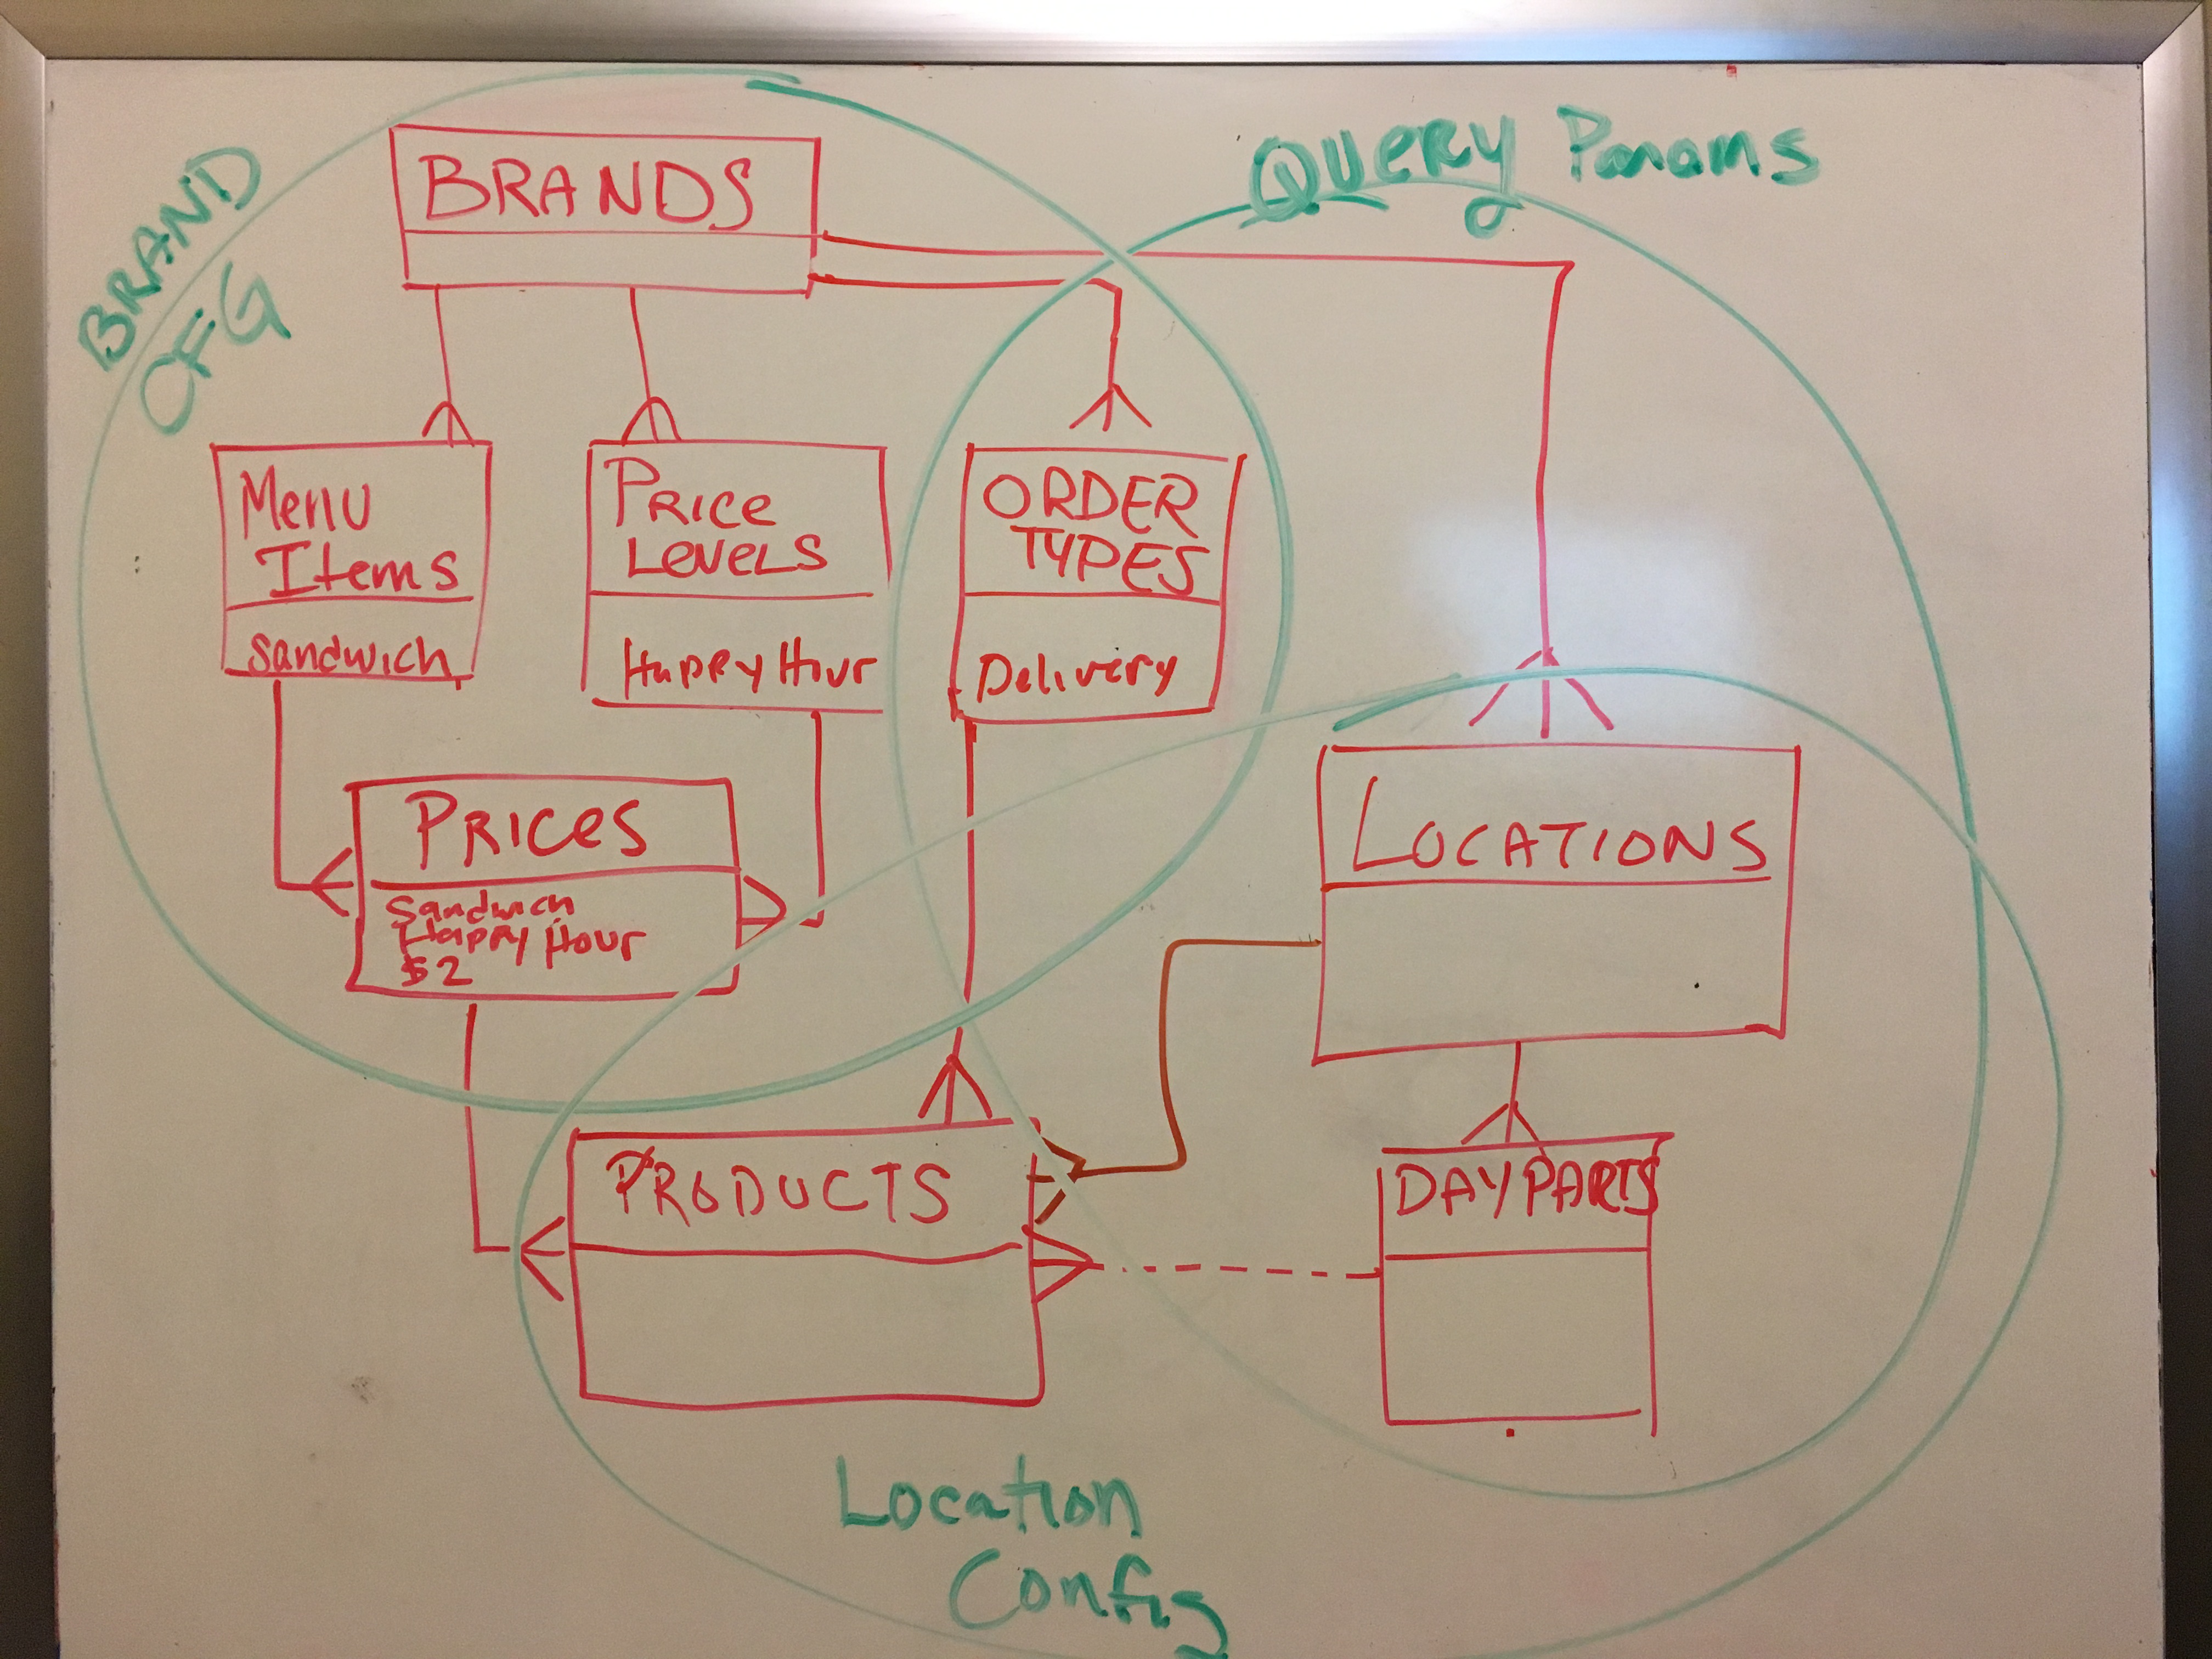 BRAND
CFG
QUERY Params
BRANDS
Menu
Items
Sandwich
PRICE
LEVELS
Happy Hour
ORDER
TYPES
Delivery
PRICES
Sandwich
Happy Hour
$2
LOCATIONS
PRODUCTS
DAYPARTS
Location
Config